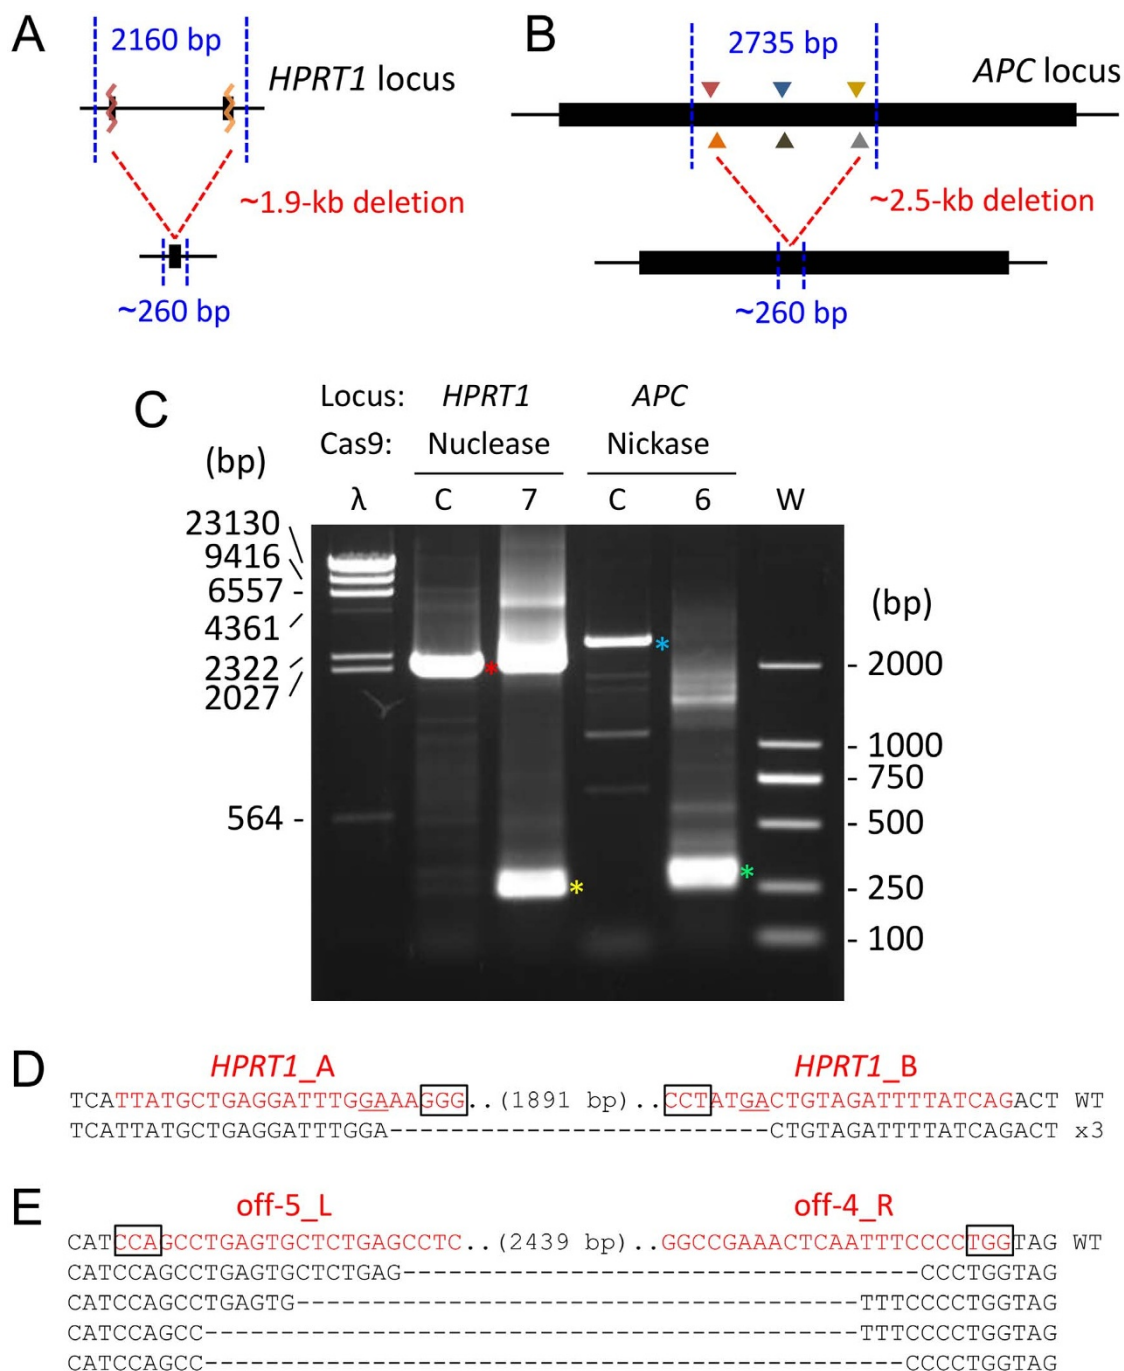 A
2160 bp
HPRT1 locus
~1.9-kb deletion
~260 bp
B
2735 bp
APC locus
~2.5-kb deletion
~260 bp
C
Locus: HPRT1 APC
Cas9: Nuclease Nickase
(bp)
λ C 7 C 6 W
23130
9416
6557 -
4361
2322
2027
564 -
(bp)
- 2000
- 1000
- 750
- 500
- 250
- 100
* * * *
D
HPRT1_A HPRT1_B
TCATTATGCTGAGGATTTGGAAAGGG..(1891 bp)..CCTATGACTGTAGATTTTATCAGACT WT
TCATTATGCTGAGGATTTGGA-------------------------CTGTAGATTTTATCAGACT x3
E
off-5_L off-4_R
CATCCAGCCTGAGTGCTCTGAGCCTC..(2439 bp)..GGCCGAAACTCAATTTCCCCTGGTAG WT
CATCCAGCCTGAGTGCTCTGAG----------------------------------CCCTGGTAG
CATCCAGCCTGAGTG-------------------------------------TTTCCCCTGGTAG
CATCCAGCC-------------------------------------------TTTCCCCTGGTAG
CATCCAGCC----------------------------------------------CCCCTGGTAG